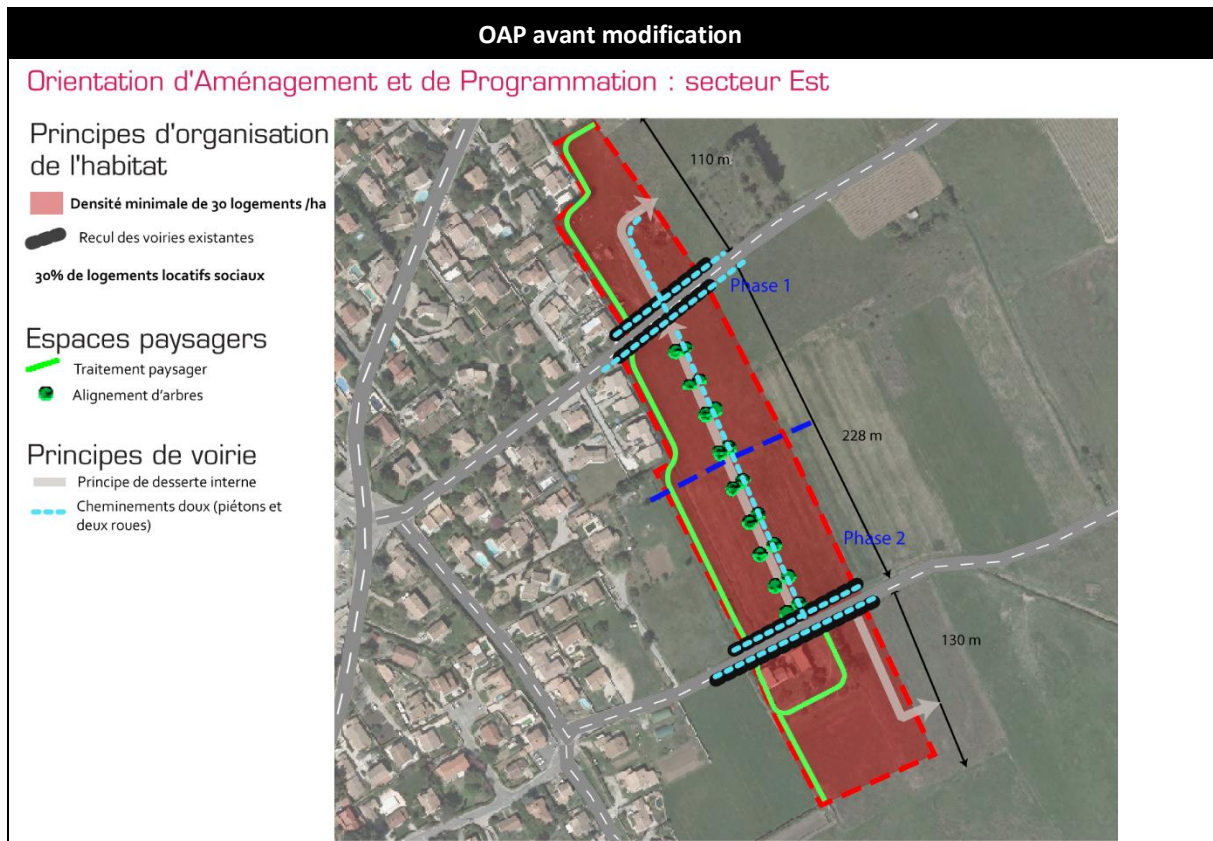 OAP avant modification
Orientation d'Aménagement et de Programmation : secteur Est
Principes d'organisation
de l'habitat
Densité minimale de 30 logements /ha
Recul des voiries existantes
30% de logements locatifs sociaux
Espaces paysagers
Traitement paysager
Alignement d'arbres
Principes de voirie
Principe de desserte interne
Cheminements doux (piétons et
deux roues)
110 m
Phase 1
228 m
Phase 2
130 m